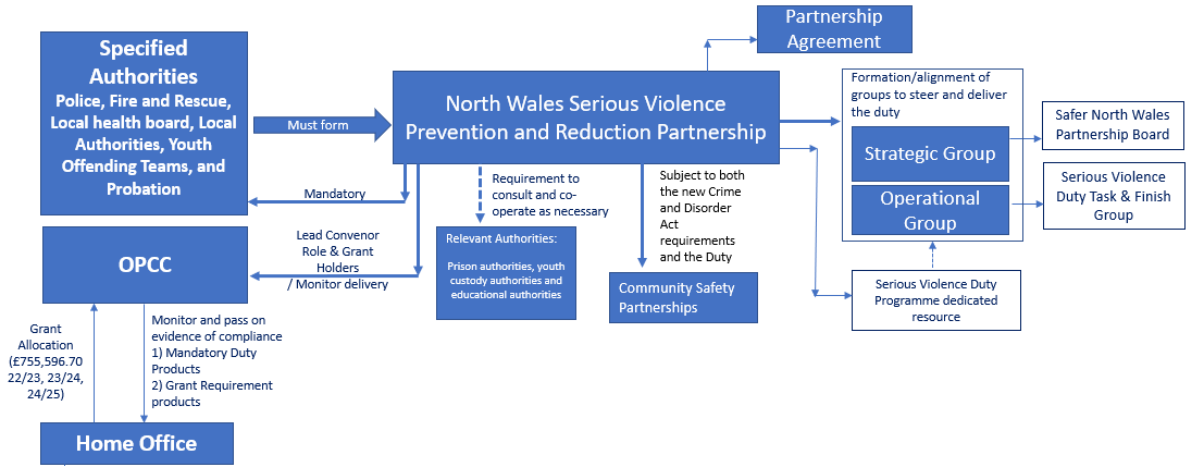 Specified
Authorities
Police, Fire and Rescue,
Local health board, Local
Authorities, Youth
Offending Teams, and
Probation
Must form
North Wales Serious Violence
Prevention and Reduction Partnership
Partnership
Agreement
Formation/alignment of
groups to steer and deliver
the duty
Strategic Group
Operational
Group
Safer North Wales
Partnership Board
Serious Violence
Duty Task & Finish
Group
Mandatory
Requirement to
consult and co-
operate as necessary
Subject to both
the new Crime
and Disorder
Act
requirements
and the Duty
OPCC
Lead Convenor
Role & Grant
Holders
/ Monitor delivery
Relevant Authorities:
Prison authorities, youth
custody authorities and
educational authorities
Community Safety
Partnerships
Serious Violence Duty
Programme dedicated
resource
Grant
Allocation
(£755,596.70
22/23, 23/24,
24/25)
Monitor and pass on
evidence of compliance
1) Mandatory Duty
Products
2) Grant Requirement
products
Home Office